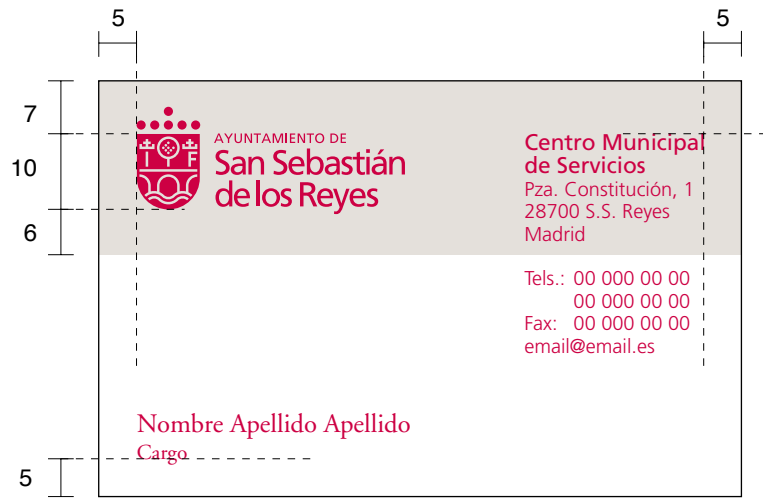 5
5
7
10
6
5
AYUNTAMIENTO DE
San Sebastián
de los Reyes
Centro Municipal
de Servicios
Pza. Constitución, 1
28700 S.S. Reyes
Madrid
Tels.: 00 000 00 00
00 000 00 00
Fax: 00 000 00 00
email@email.es
Nombre Apellido Apellido
Cargo